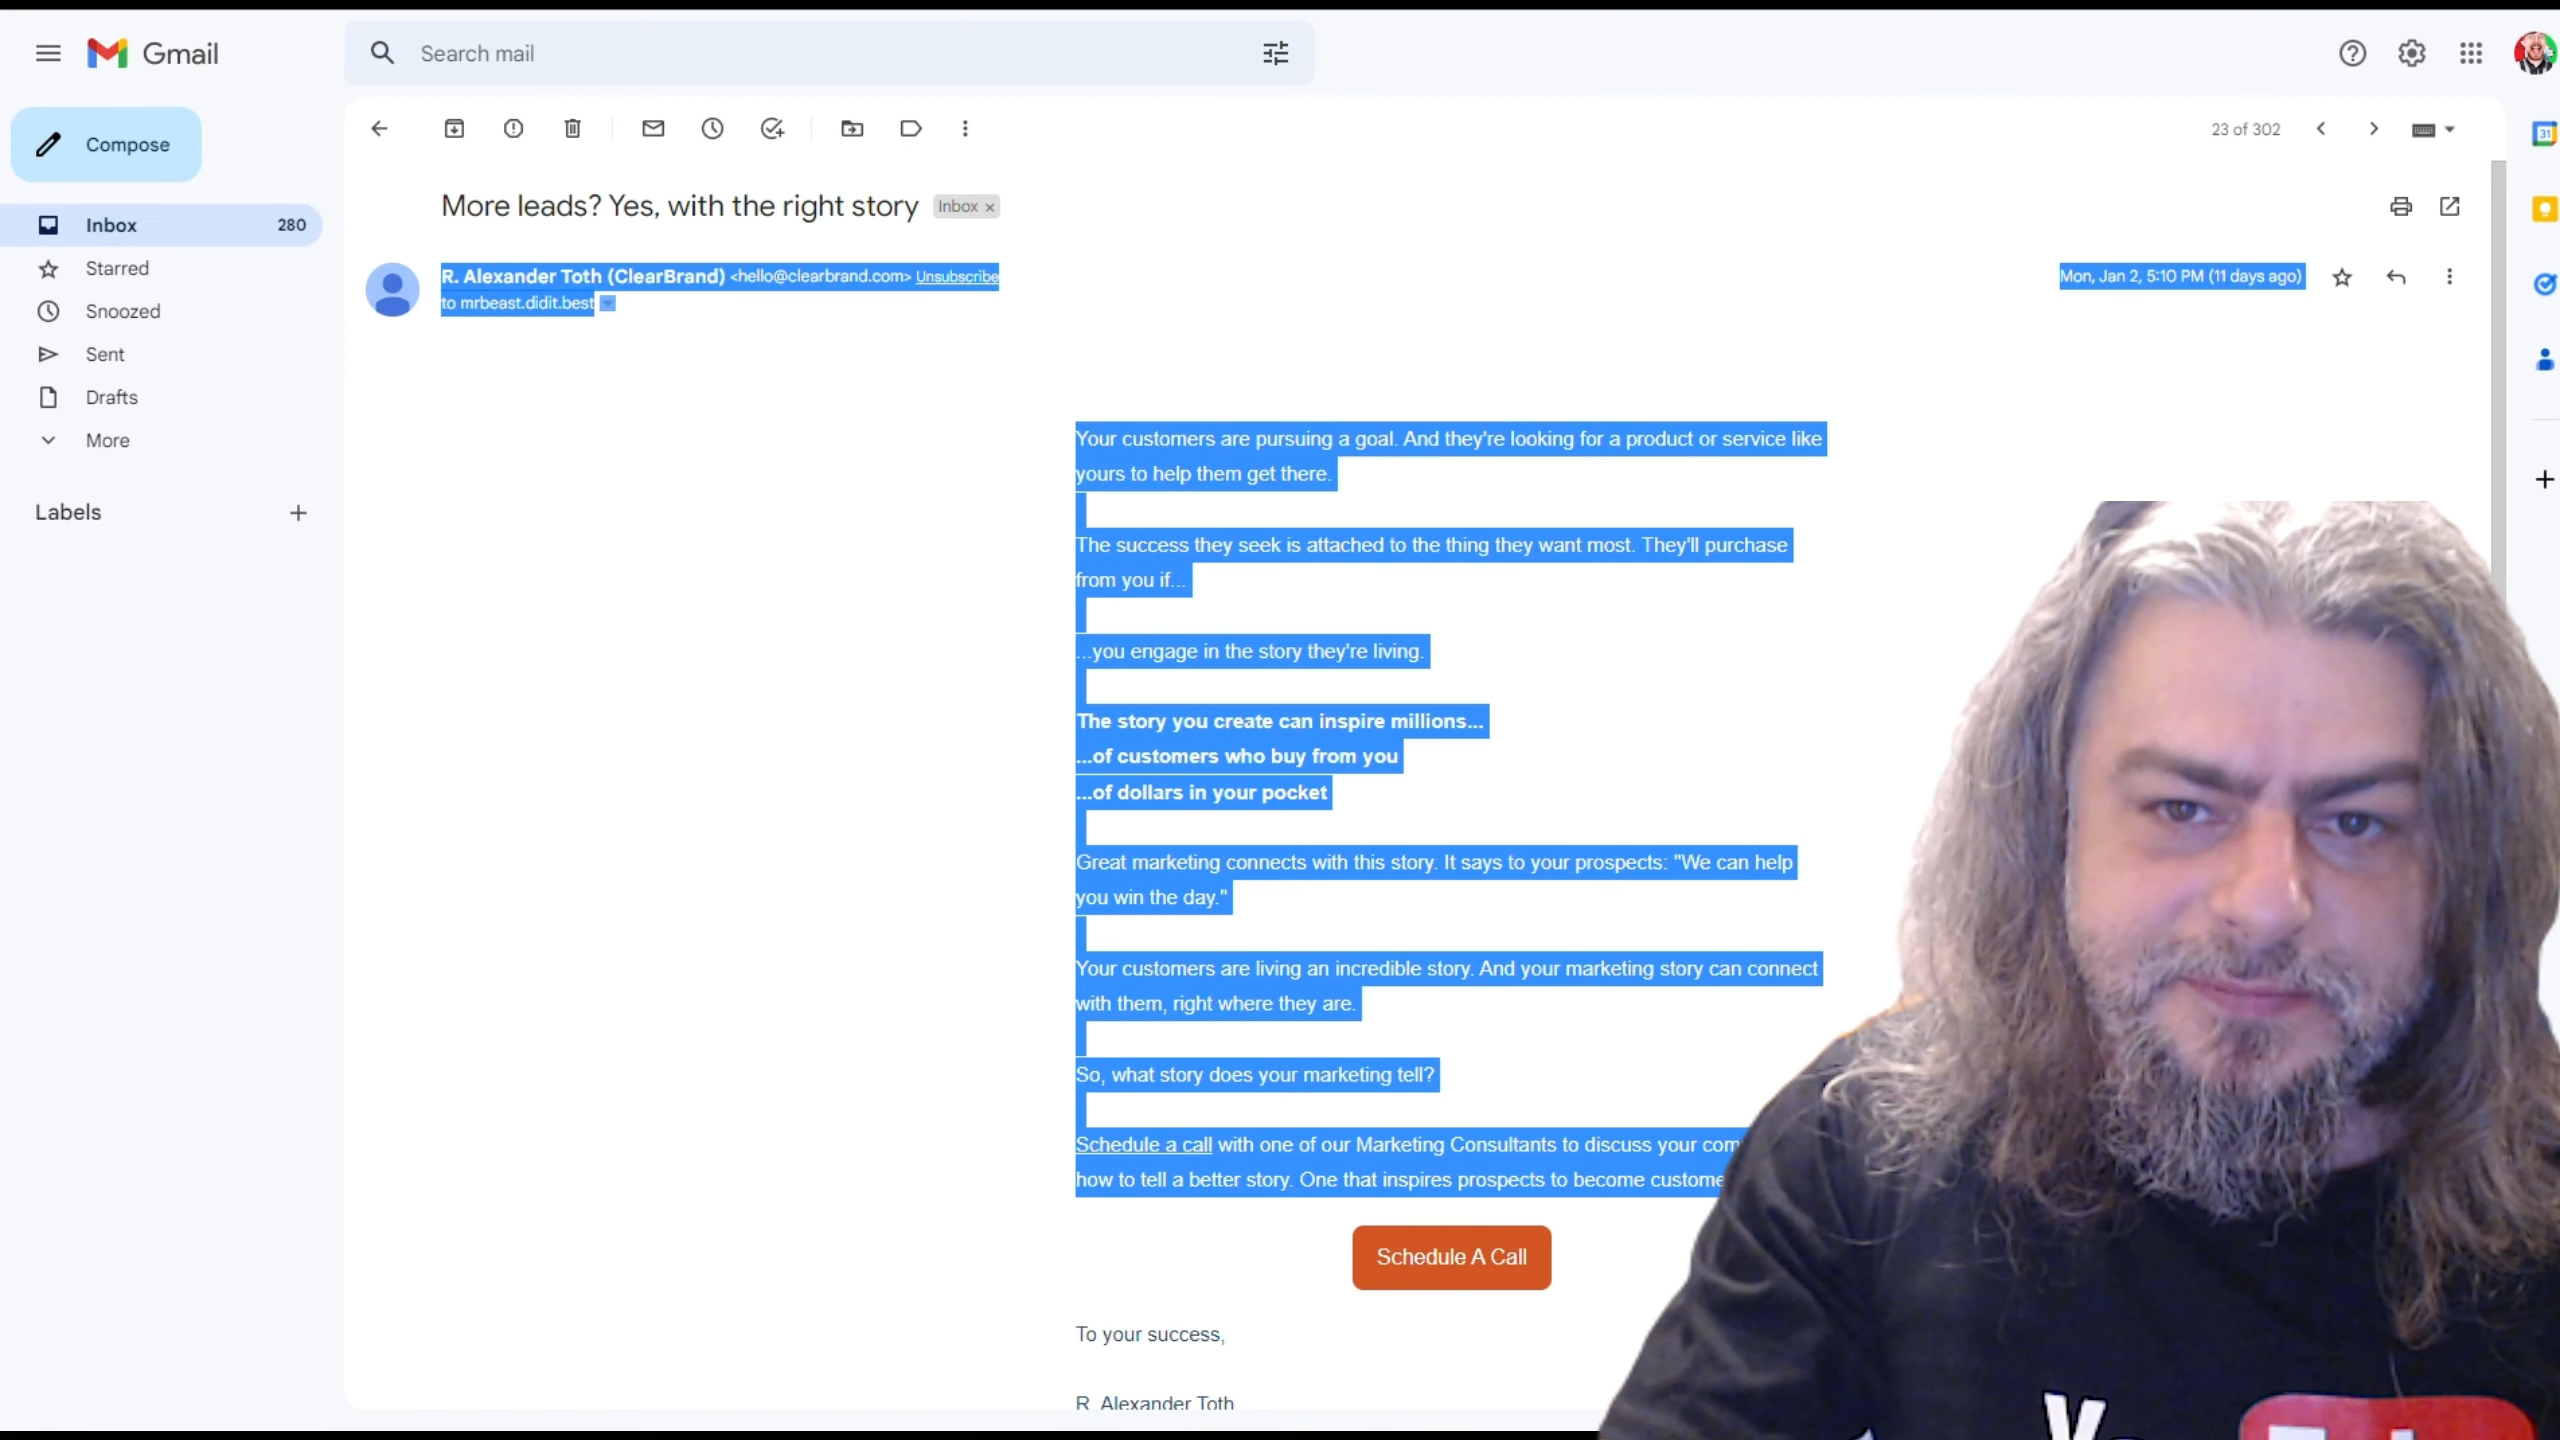 Gmail
Search mail
Compose
23 of 302
More leads? Yes, with the right story Inbox ×
Inbox 280
R. Alexander Toth (ClearBrand) <hello@clearbrand.com> Unsubscribe
Mon, Jan 2, 5:10 PM (11 days ago)
to mrbeast.didit.best
Starred
Snoozed
Sent
Drafts
More
Labels
31
Your customers are pursuing a goal. And they're looking for a product or service like
yours to help them get there.
The success they seek is attached to the thing they want most. They'll purchase
from you if...
...you engage in the story they're living.
The story you create can inspire millions...
...of customers who buy from you
...of dollars in your pocket
Great marketing connects with this story. It says to your prospects: "We can help
you win the day."
Your customers are living an incredible story. And your marketing story can connect
with them, right where they are.
So, what story does your marketing tell?
Schedule a call with one of our Marketing Consultants to discuss your com
how to tell a better story. One that inspires prospects to become custome
Schedule A Call
To your success,
R. Alexander Toth